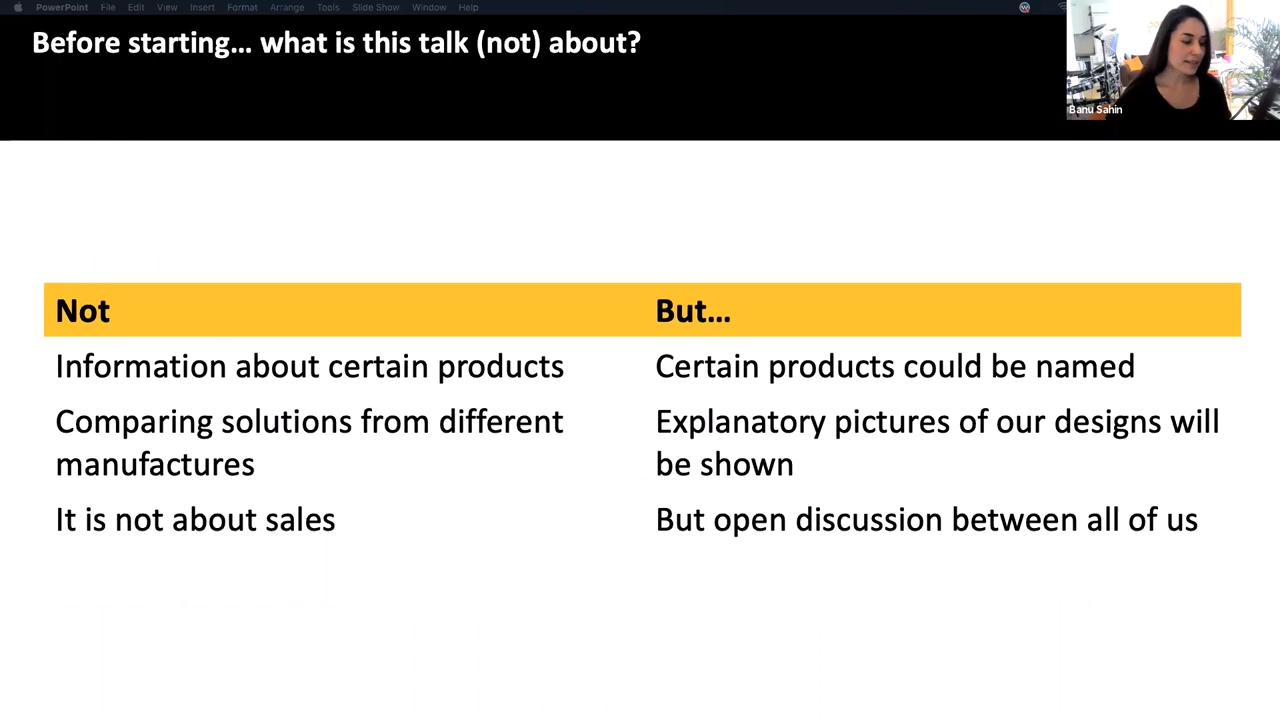 PowerPoint File Edit View Insert Format Arrange Tools Slide Show Window Help
Before starting... what is this talk (not) about?
Banu Sahin
Not But...
Information about certain products Certain products could be named
Comparing solutions from different Explanatory pictures of our designs will
manufactures be shown
It is not about sales But open discussion between all of us